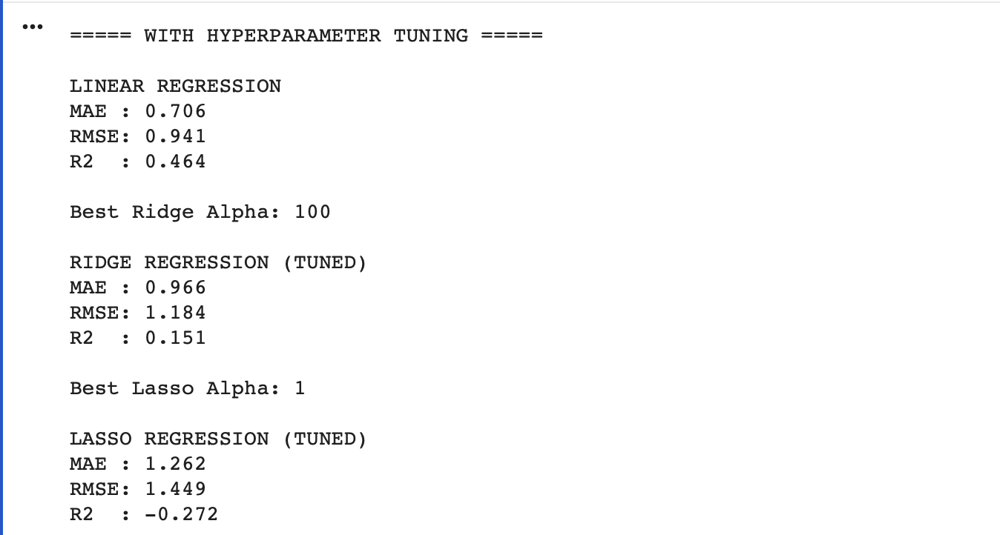 ===== WITH HYPERPARAMETER TUNING =====
LINEAR REGRESSION
MAE : 0.706
RMSE: 0.941
R2  : 0.464
Best Ridge Alpha: 100
RIDGE REGRESSION (TUNED)
MAE : 0.966
RMSE: 1.184
R2  : 0.151
Best Lasso Alpha: 1
LASSO REGRESSION (TUNED)
MAE : 1.262
RMSE: 1.449
R2  : -0.272